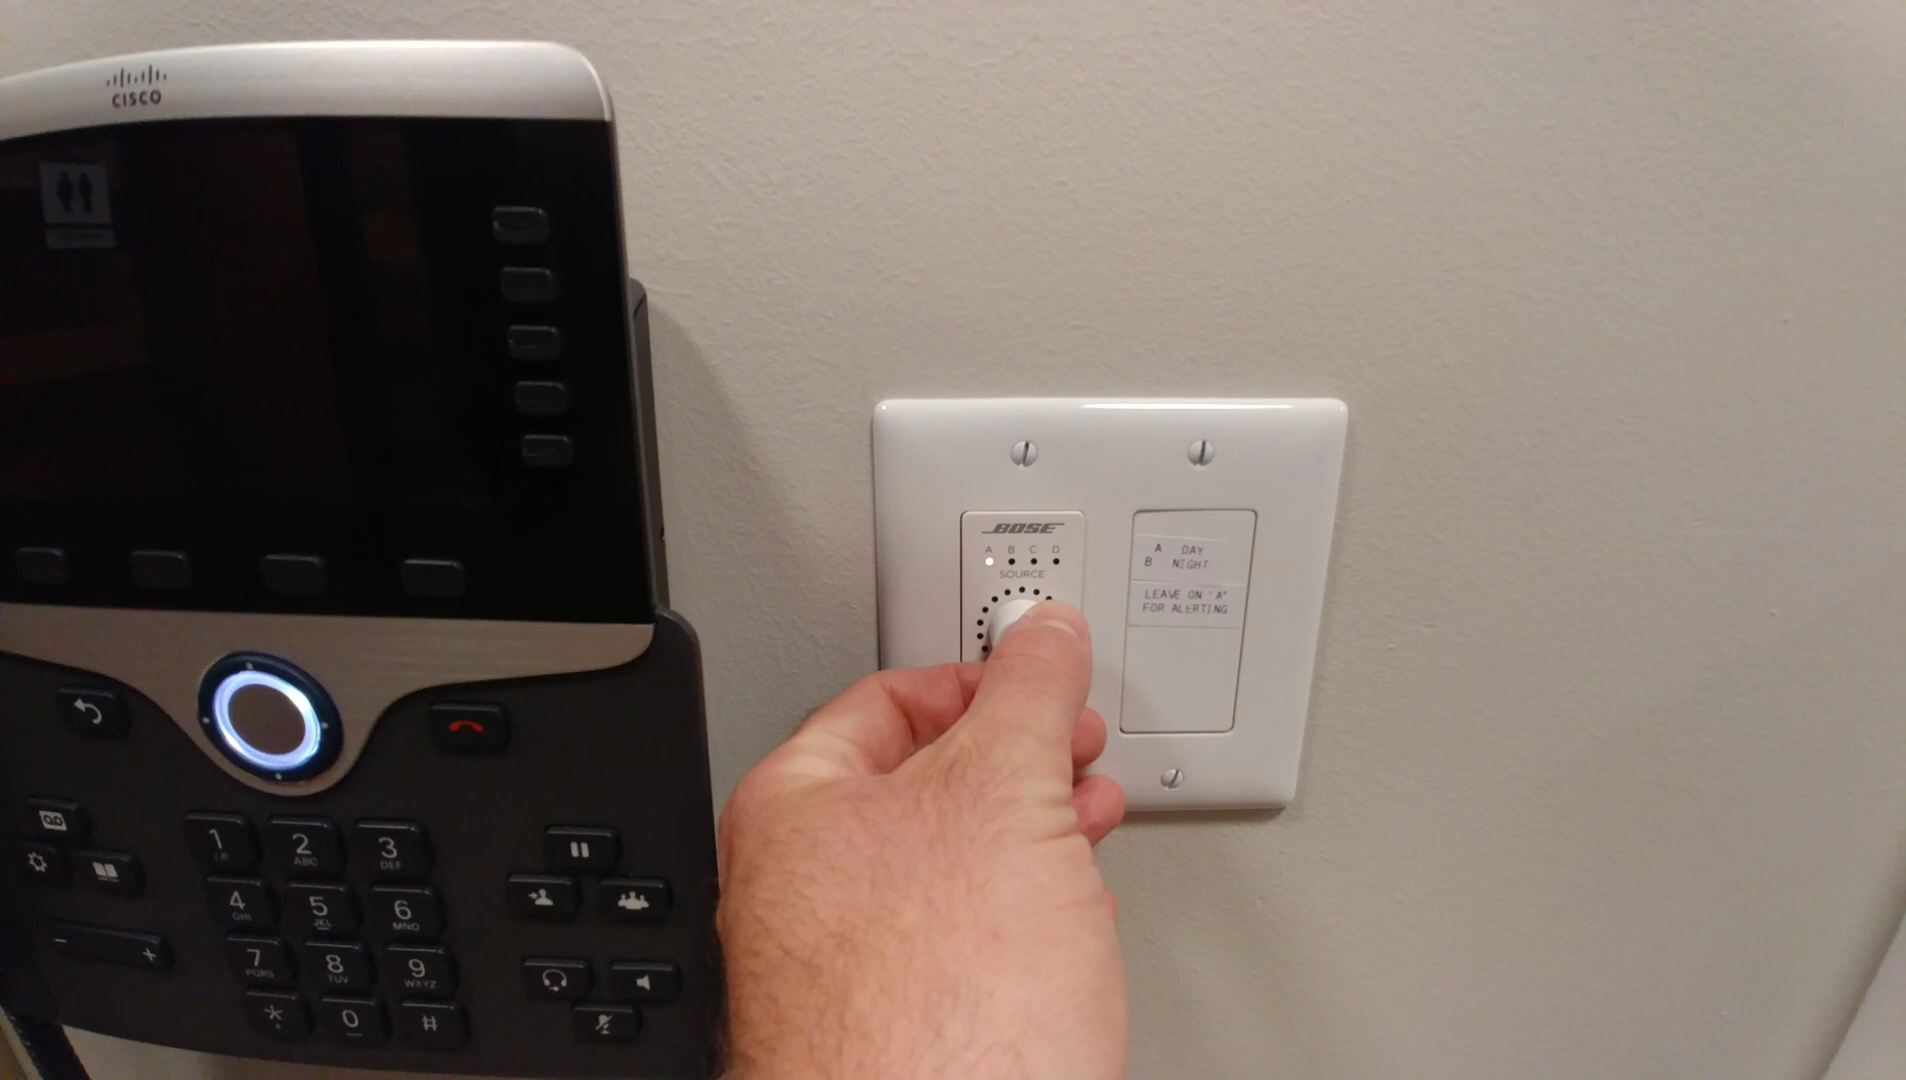 CISCO
BOSE
A B C D
SOURCE
A DAY
B NIGHT
LEAVE ON "A"
FOR ALERTING
1
2 ABC
3 DEF
4 GHI
5 JKL
6 MNO
7 PQRS
8 TUV
9 WXYZ
*
0
#
- +